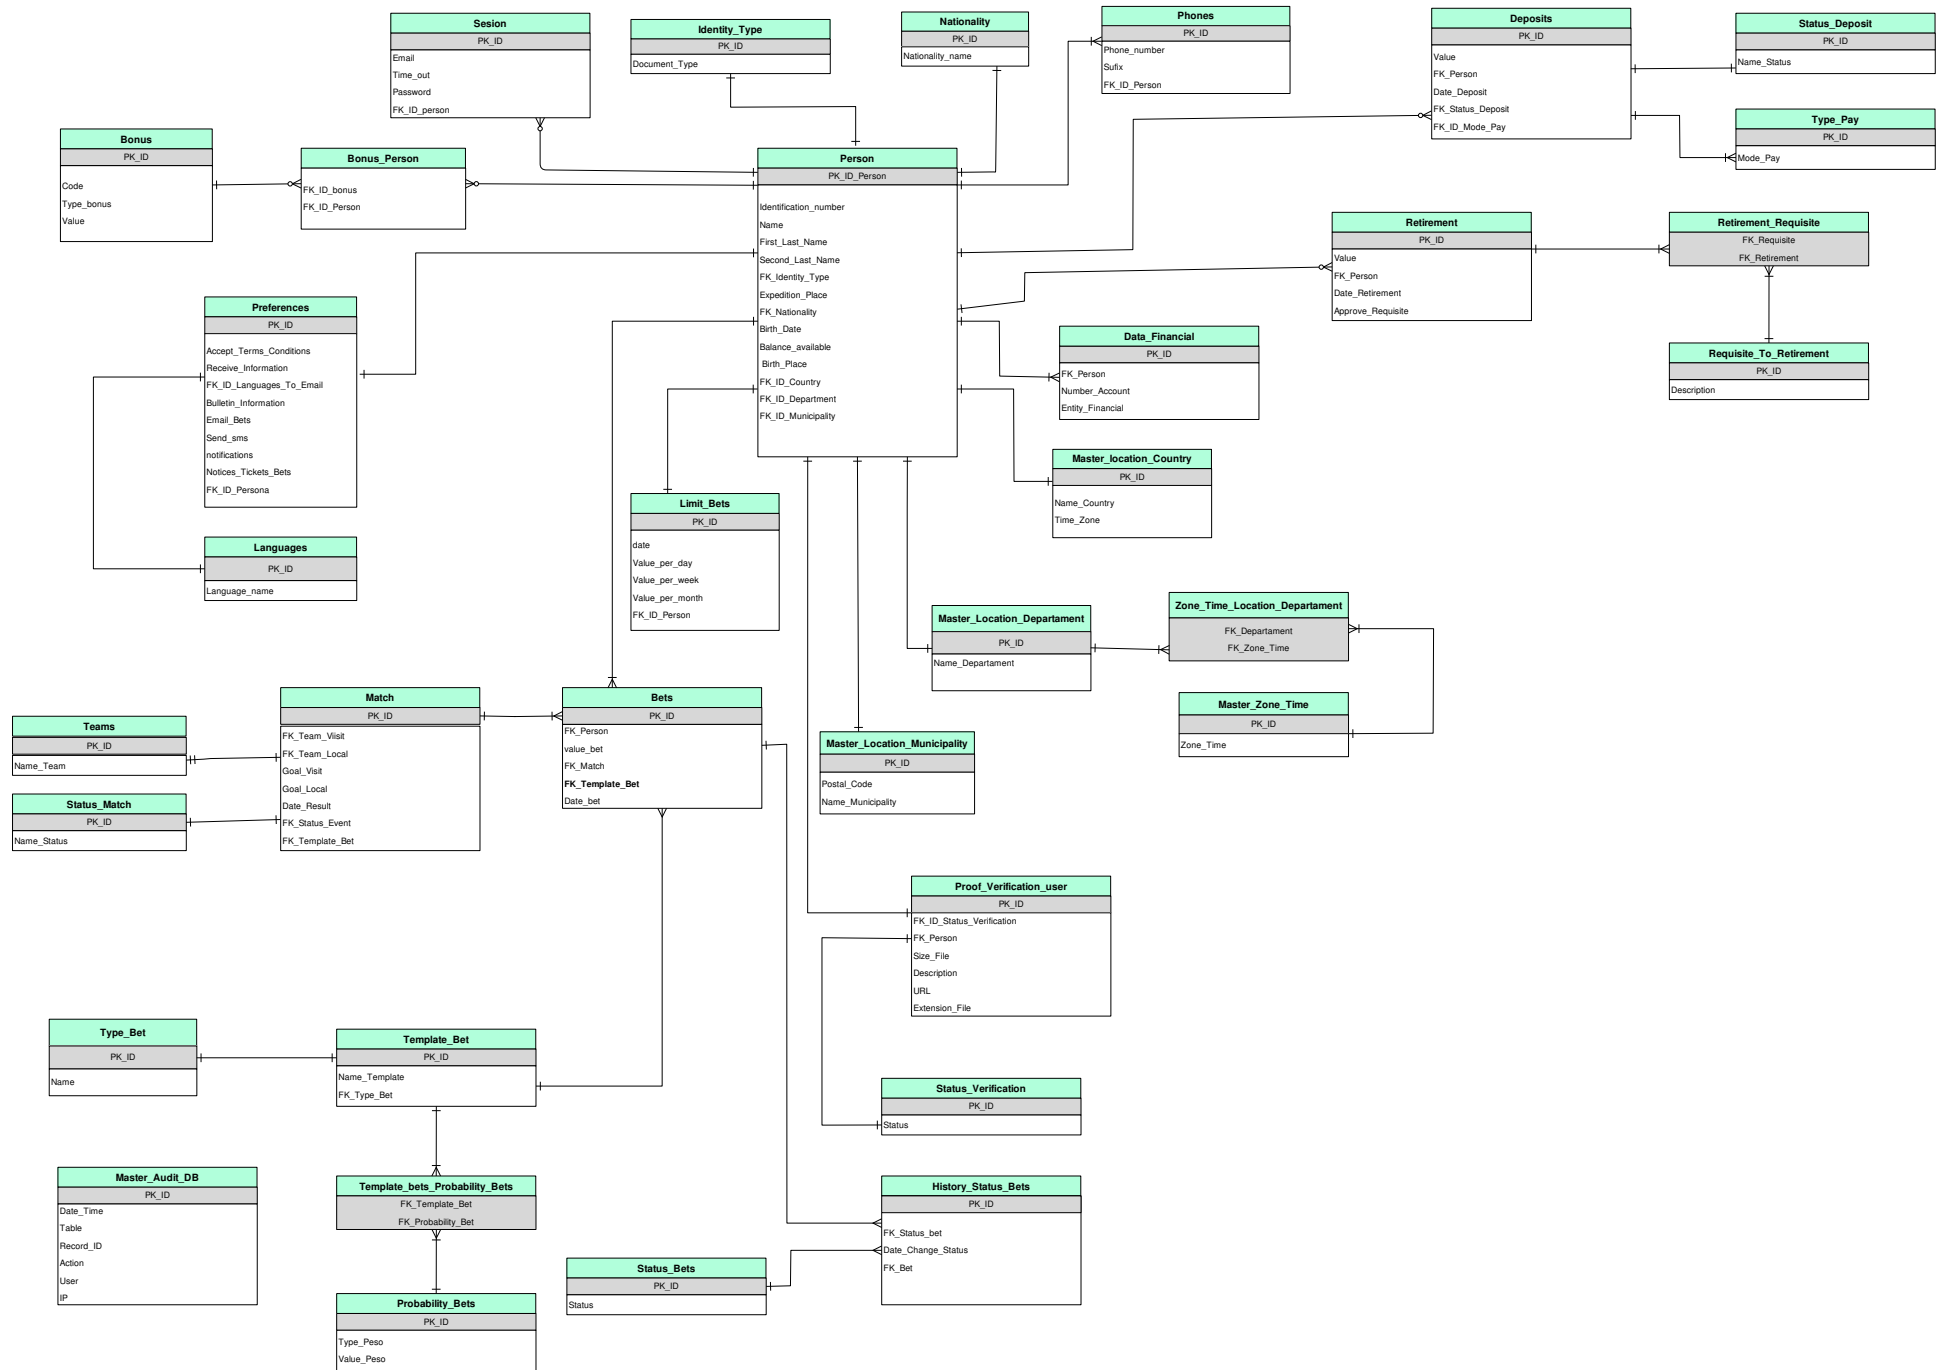 Sesion
PK_ID
Email
Time_out
Password
FK_ID_person
Identity_Type
PK_ID
Document_Type
Nationality
PK_ID
Nationality_name
Phones
PK_ID
Phone_number
Sufix
FK_ID_Person
Deposits
PK_ID
Value
FK_Person
Date_Deposit
FK_Status_Deposit
FK_ID_Mode_Pay
Status_Deposit
PK_ID
Name_Status
Type_Pay
PK_ID
Mode_Pay
Bonus
PK_ID
Code
Type_bonus
Value
Bonus_Person
FK_ID_bonus
FK_ID_Person
Person
PK_ID_Person
Identification_number
Name
First_Last_Name
Second_Last_Name
FK_Identity_Type
Expedition_Place
FK_Nationality
Birth_Date
Balance_available
Birth_Place
FK_ID_Country
FK_ID_Department
FK_ID_Municipality
Retirement
PK_ID
Value
FK_Person
Date_Retirement
Approve_Requisite
Retirement_Requisite
FK_Requisite
FK_Retirement
Requisite_To_Retirement
PK_ID
Description
Preferences
PK_ID
Accept_Terms_Conditions
Receive_Information
FK_ID_Languages_To_Email
Bulletin_Information
Email_Bets
Send_sms
notifications
Notices_Tickets_Bets
FK_ID_Persona
Data_Financial
PK_ID
FK_Person
Number_Account
Entity_Financial
Master_location_Country
PK_ID
Name_Country
Time_Zone
Limit_Bets
PK_ID
date
Value_per_day
Value_per_week
Value_per_month
FK_ID_Person
Languages
PK_ID
Language_name
Master_Location_Departament
PK_ID
Name_Departament
Zone_Time_Location_Departament
FK_Departament
FK_Zone_Time
Master_Zone_Time
PK_ID
Zone_Time
Teams
PK_ID
Name_Team
Status_Match
PK_ID
Name_Status
Match
PK_ID
FK_Team_Viisit
FK_Team_Local
Goal_Visit
Goal_Local
Date_Result
FK_Status_Event
FK_Template_Bet
Bets
PK_ID
FK_Person
value_bet
FK_Match
FK_Template_Bet
Date_bet
Master_Location_Municipality
PK_ID
Postal_Code
Name_Municipality
Proof_Verification_user
PK_ID
FK_ID_Status_Verification
FK_Person
Size_File
Description
URL
Extension_File
Type_Bet
PK_ID
Name
Template_Bet
PK_ID
Name_Template
FK_Type_Bet
Status_Verification
PK_ID
Status
Master_Audit_DB
PK_ID
Date_Time
Table
Record_ID
Action
User
IP
Template_bets_Probability_Bets
FK_Template_Bet
FK_Probability_Bet
History_Status_Bets
PK_ID
FK_Status_bet
Date_Change_Status
FK_Bet
Status_Bets
PK_ID
Status
Probability_Bets
PK_ID
Type_Peso
Value_Peso